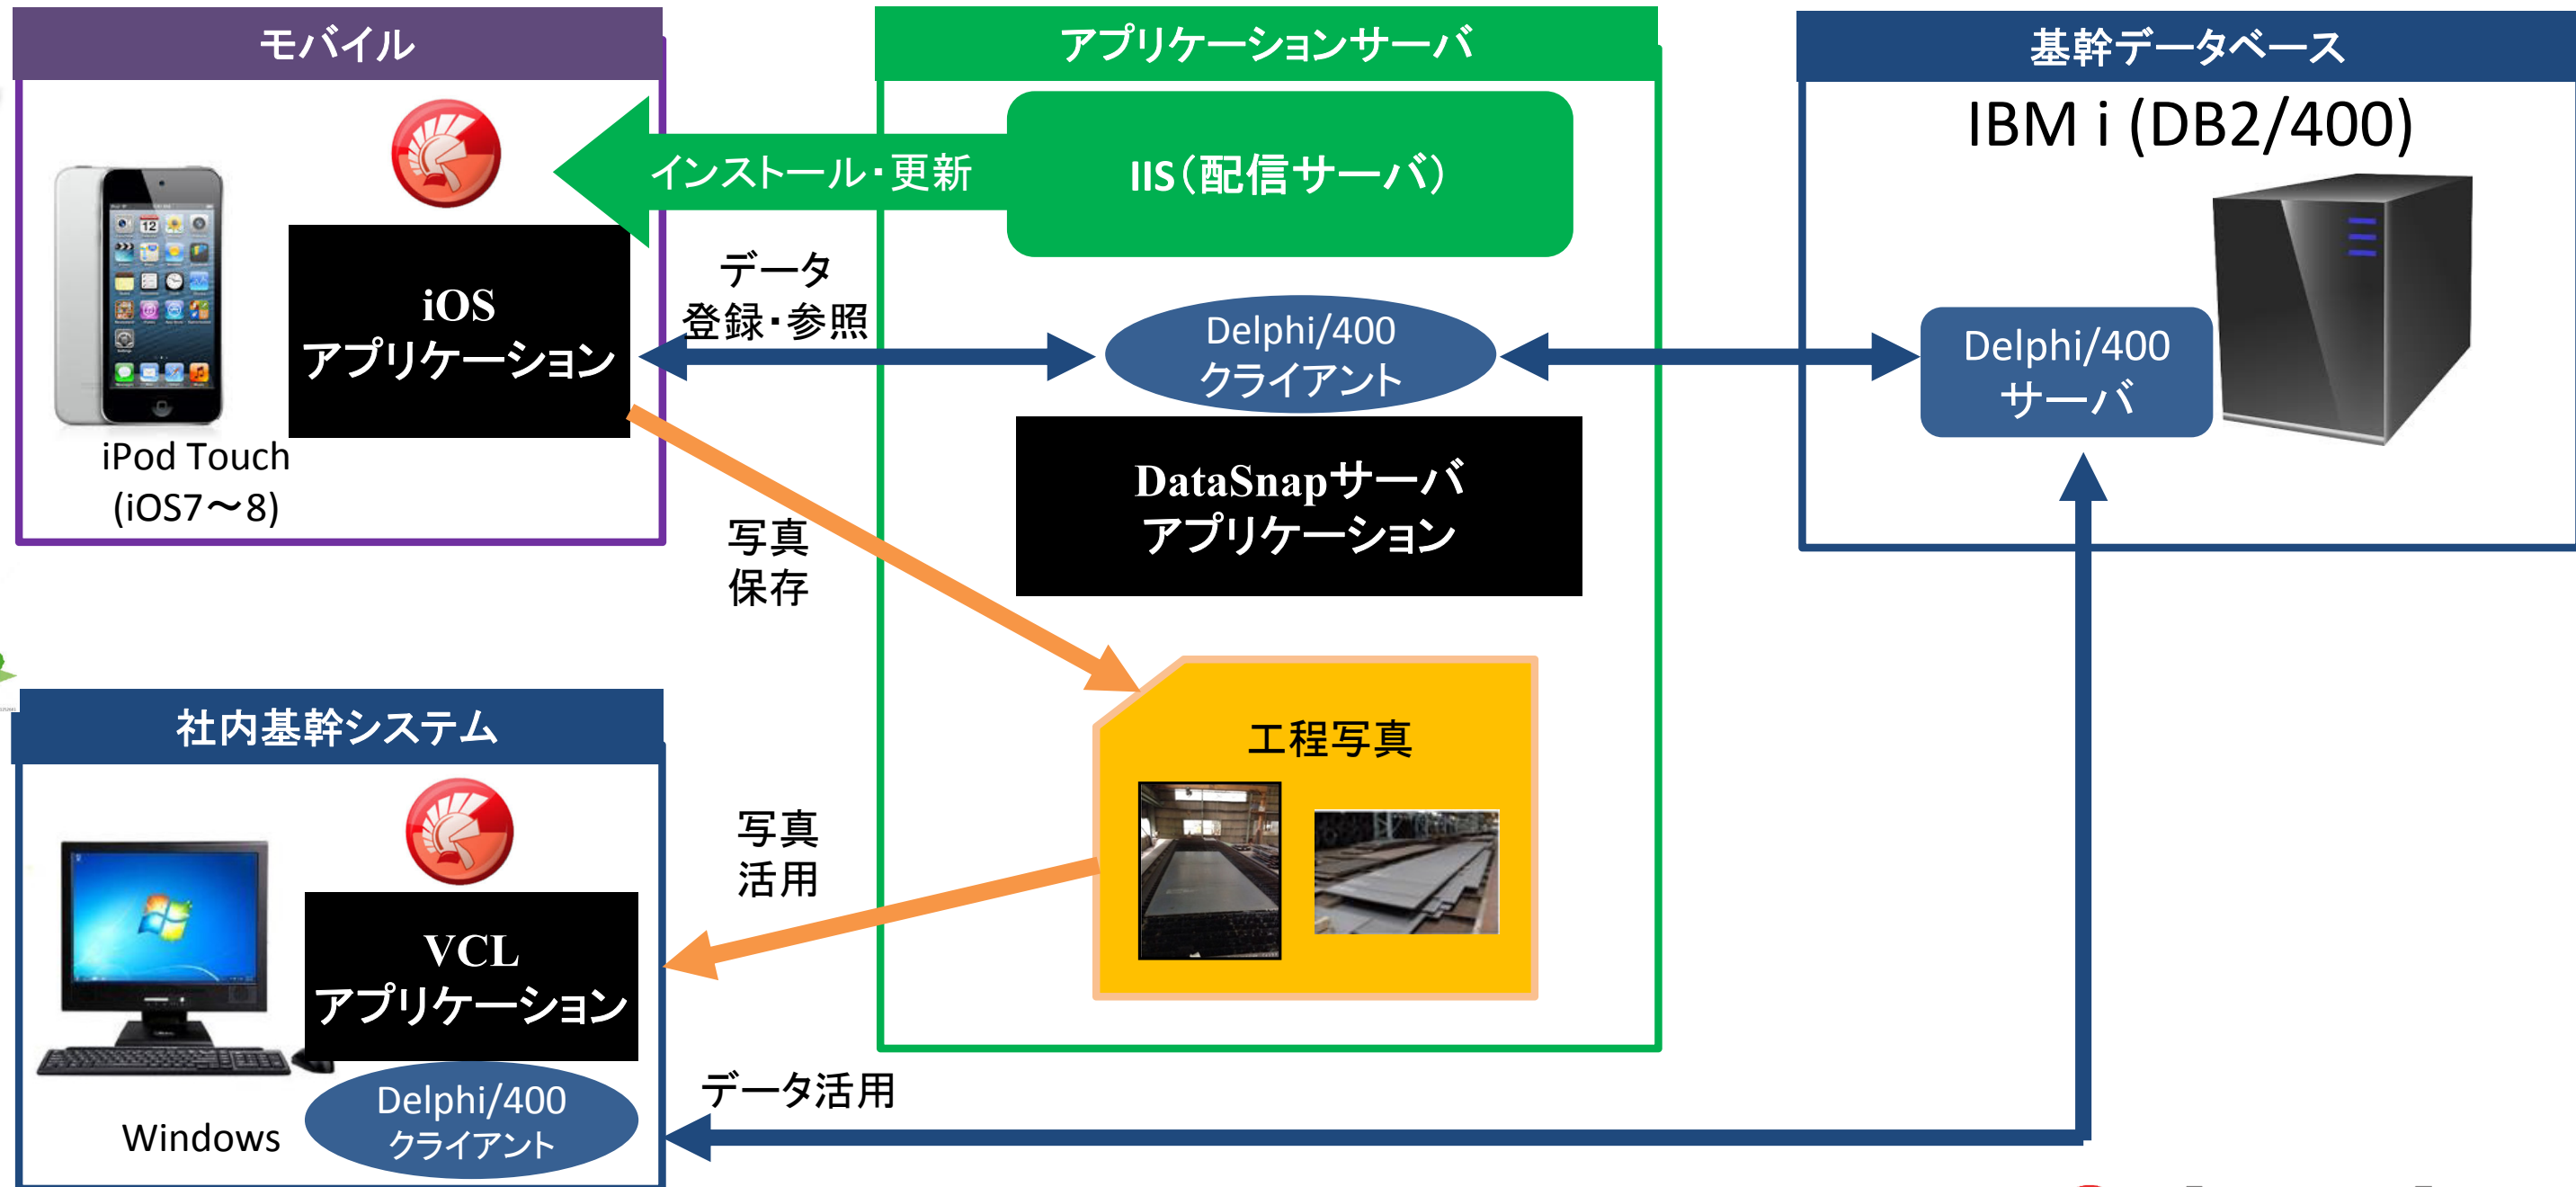 モバイル
インストール・更新
iOS
アプリケーション
iPod Touch
(iOS7～8)
データ
登録・参照
写真
保存
アプリケーションサーバ
IIS（配信サーバ）
Delphi/400
クライアント
DataSnapサーバ
アプリケーション
工程写真
基幹データベース
IBM i (DB2/400)
Delphi/400
サーバ
社内基幹システム
VCL
アプリケーション
Windows
Delphi/400
クライアント
写真
活用
データ活用